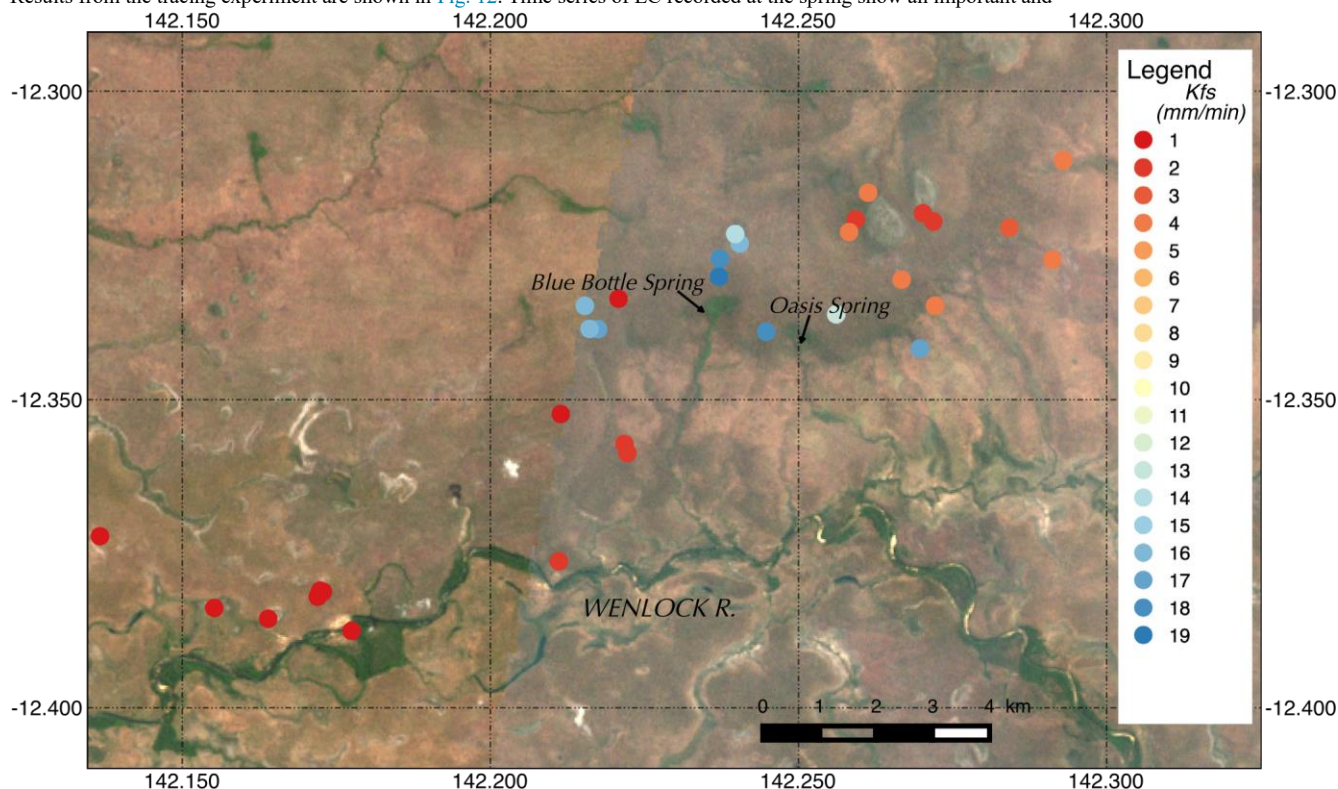 Results from the tracing experiment are shown in Fig. 12. Time series of EC recorded at the spring show an important and
142.150 142.200 142.250 142.300
-12.300 -12.300
-12.350 -12.350
-12.400 -12.400
Legend
Kfs
(mm/min)
1
2
3
4
5
6
7
8
9
10
11
12
13
14
15
16
17
18
19
Blue Bottle Spring
Oasis Spring
WENLOCK R.
0 1 2 3 4 km
142.150 142.200 142.250 142.300